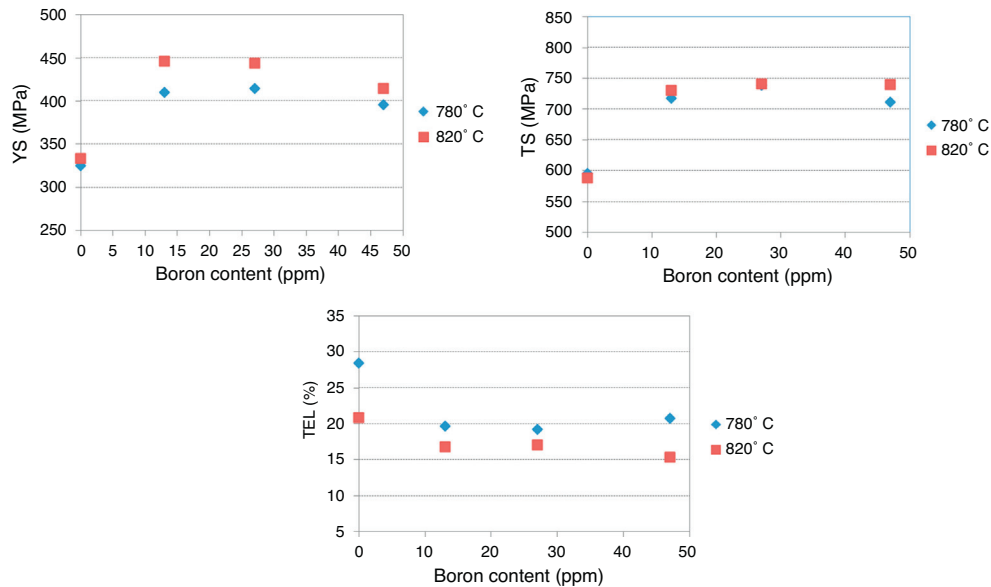 500
450
400
350
300
250
YS (MPa)
0 5 10 15 20 25 30 35 40 45 50
Boron content (ppm)
780° C
820° C
850
800
750
700
650
600
550
500
TS (MPa)
0 10 20 30 40 50
Boron content (ppm)
780° C
820° C
35
30
25
20
15
10
5
TEL (%)
0 10 20 30 40 50
Boron content (ppm)
780° C
820° C